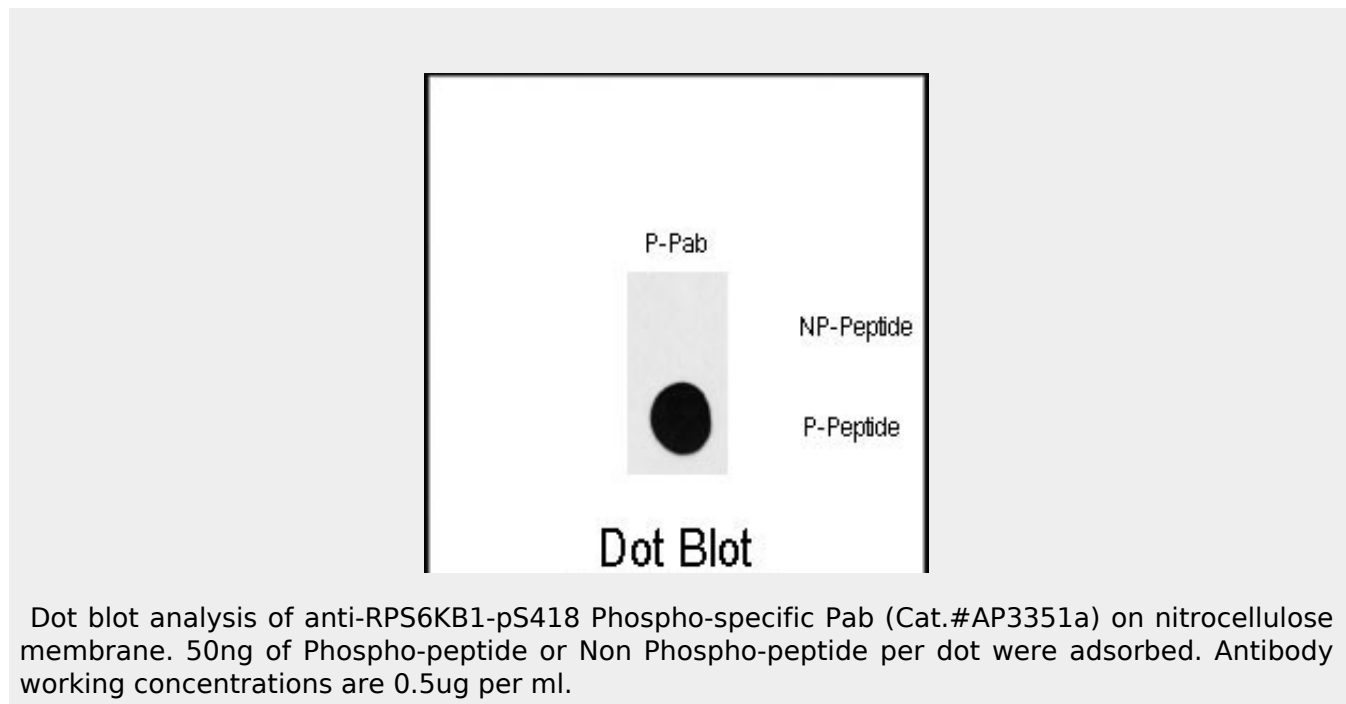 P-Pab
NP-Peptide
P-Peptide
Dot Blot
Dot blot analysis of anti-RPS6KB1-pS418 Phospho-specific Pab (Cat.#AP3351a) on nitrocellulose
membrane. 50ng of Phospho-peptide or Non Phospho-peptide per dot were adsorbed. Antibody
working concentrations are 0.5ug per ml.